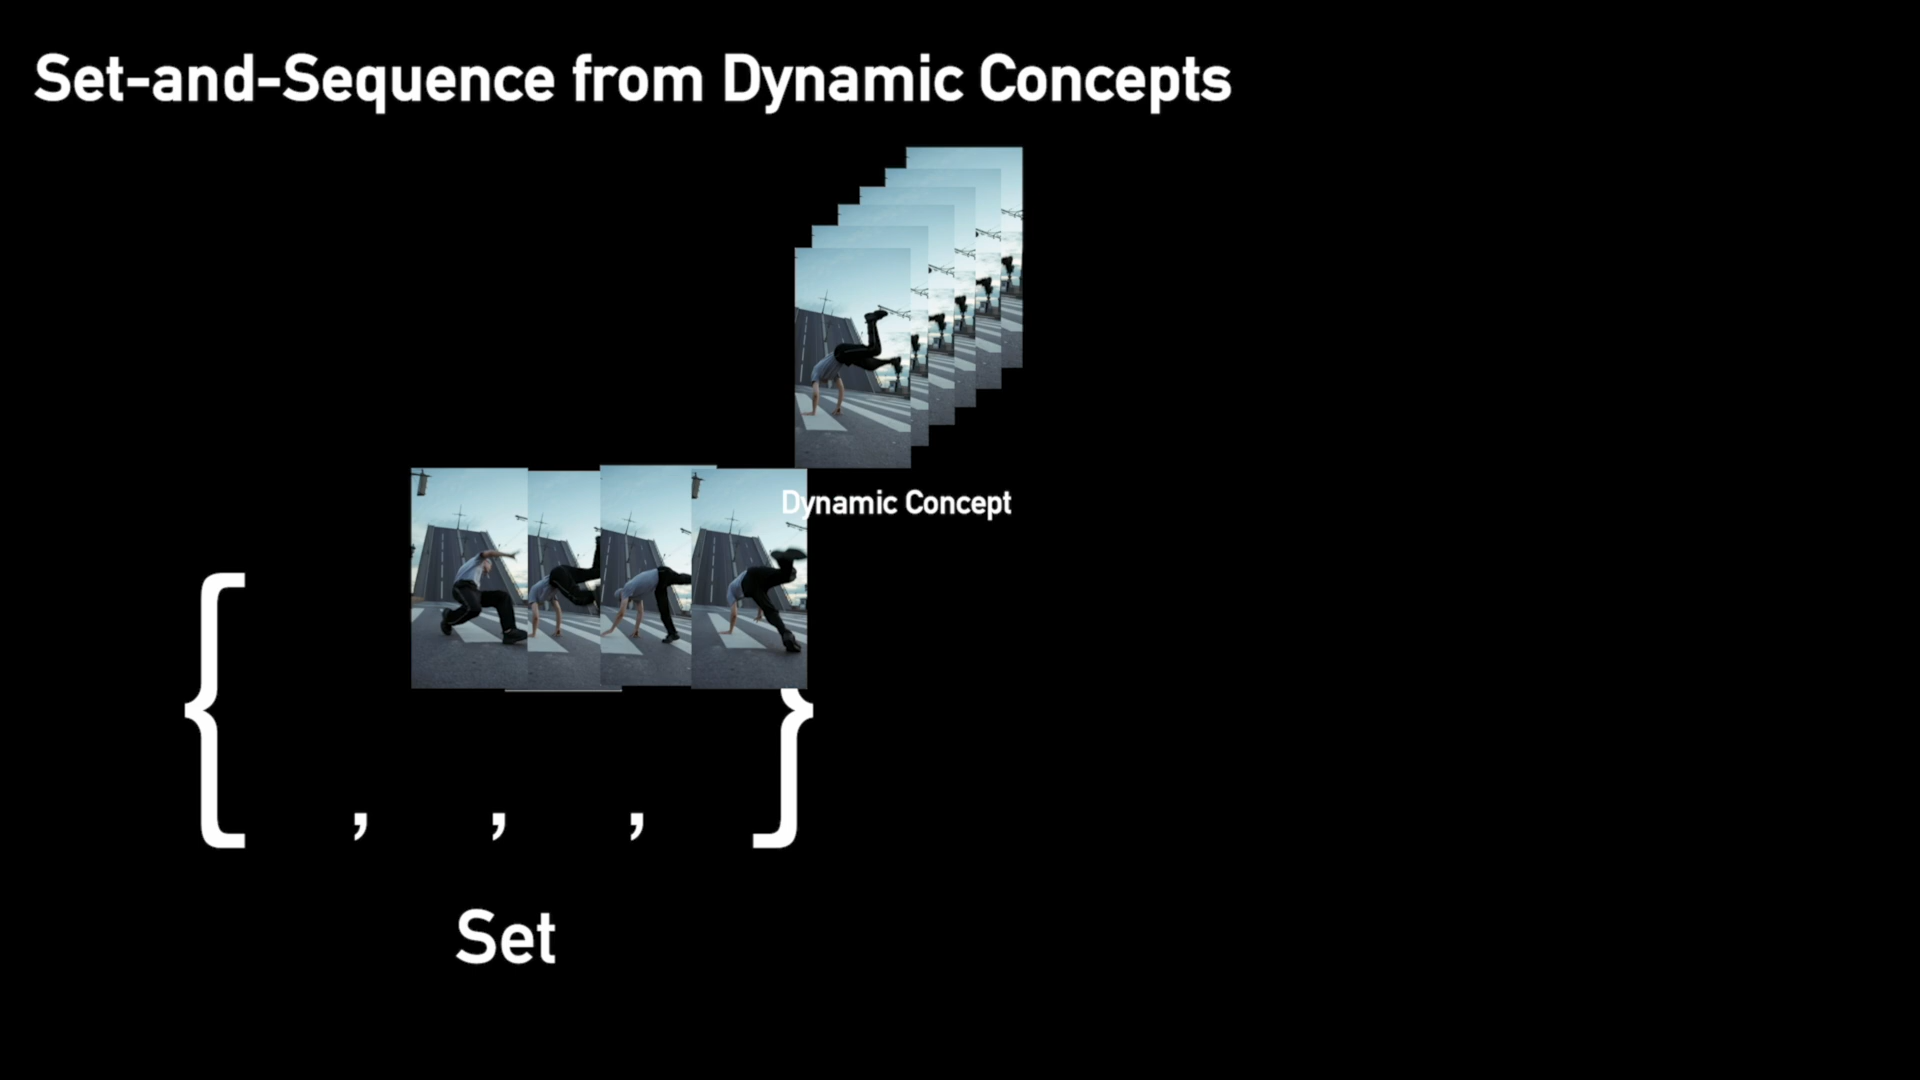 Set-and-Sequence from Dynamic Concepts
Dynamic Concept
{ , , , }
Set